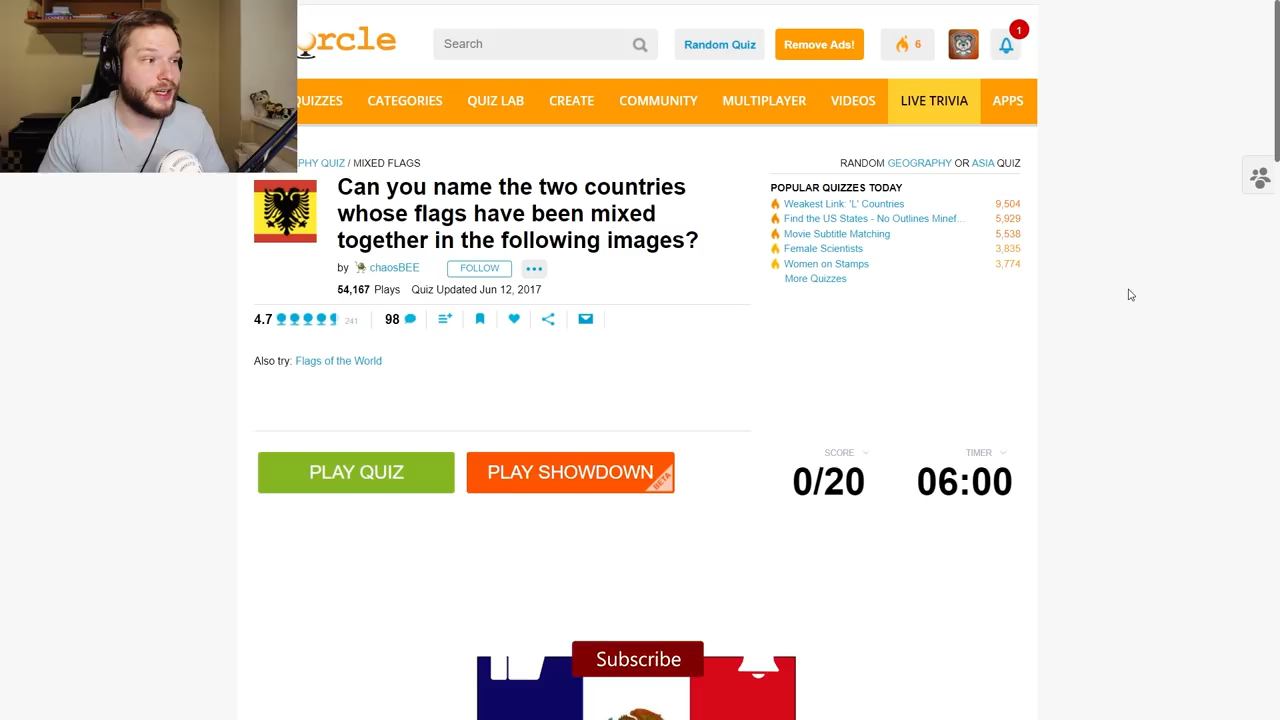 rcle
Search
Random Quiz
Remove Ads!
6
1
QUIZZES
CATEGORIES
QUIZ LAB
CREATE
COMMUNITY
MULTIPLAYER
VIDEOS
LIVE TRIVIA
APPS
PHY QUIZ / MIXED FLAGS
RANDOM GEOGRAPHY OR ASIA QUIZ
Can you name the two countries
whose flags have been mixed
together in the following images?
by chaosBEE
FOLLOW
54,167 Plays Quiz Updated Jun 12, 2017
4.7
241
98
Also try: Flags of the World
POPULAR QUIZZES TODAY
Weakest Link: 'L' Countries 9,504
Find the US States - No Outlines Minef... 5,929
Movie Subtitle Matching 5,538
Female Scientists 3,835
Women on Stamps 3,774
More Quizzes
PLAY QUIZ
PLAY SHOWDOWN
BETA
SCORE
TIMER
0/20
06:00
Subscribe